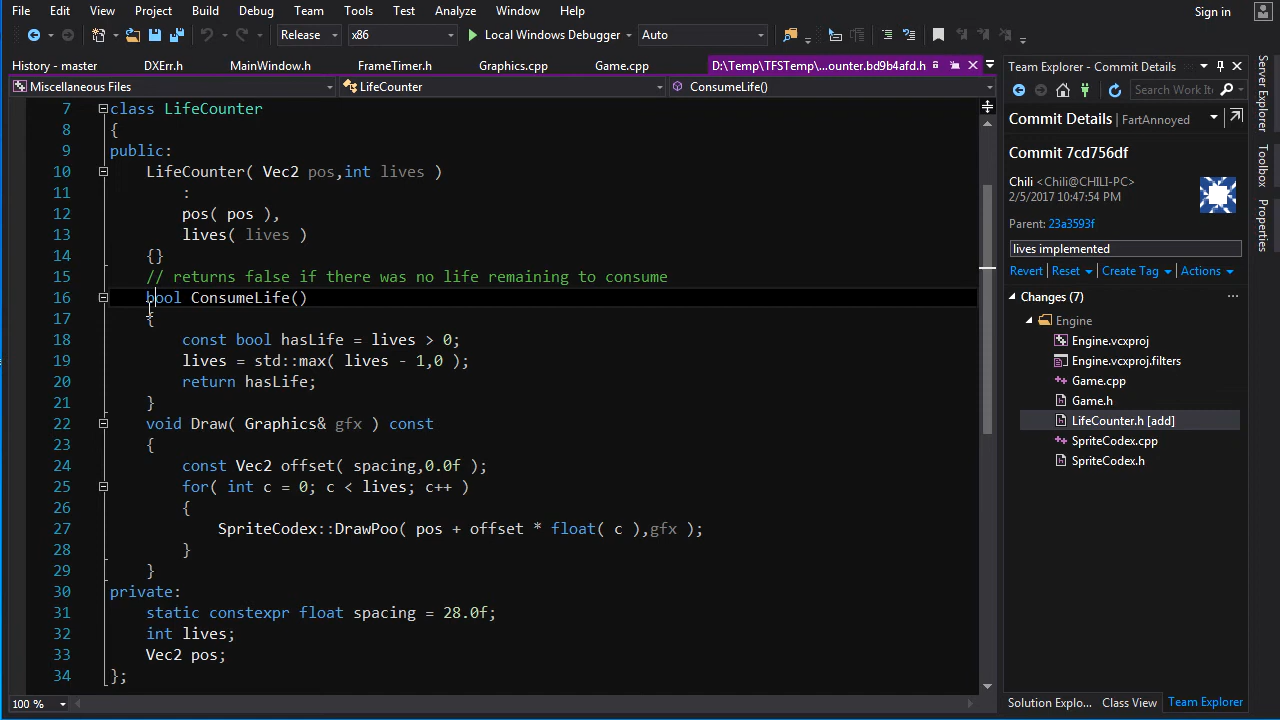 File Edit View Project Build Debug Team Tools Test Analyze Window Help Sign in
Release x86 Local Windows Debugger Auto
History - master DXErr.h MainWindow.h FrameTimer.h Graphics.cpp Game.cpp D:\Temp\TFSTemp\...ounter.bd9b4afd.h
Miscellaneous Files LifeCounter ConsumeLife()
7 class LifeCounter
8 {
9 public:
10 LifeCounter( Vec2 pos,int lives )
11 :
12 pos( pos ),
13 lives( lives )
14 {}
15 // returns false if there was no life remaining to consume
16 bool ConsumeLife()
17 {
18 const bool hasLife = lives > 0;
19 lives = std::max( lives - 1,0 );
20 return hasLife;
21 }
22 void Draw( Graphics& gfx ) const
23 {
24 const Vec2 offset( spacing,0.0f );
25 for( int c = 0; c < lives; c++ )
26 {
27 SpriteCodex::DrawPoo( pos + offset * float( c ),gfx );
28 }
29 }
30 private:
31 static constexpr float spacing = 28.0f;
32 int lives;
33 Vec2 pos;
34 };
100 %
Team Explorer - Commit Details
Search Work Ite
Commit Details | FartAnnoyed
Commit 7cd756df
Chili <Chili@CHILI-PC>
2/5/2017 10:47:54 PM
Parent: 23a3593f
lives implemented
Revert Reset Create Tag Actions
Changes (7) ...
Engine
Engine.vcxproj
Engine.vcxproj.filters
Game.cpp
Game.h
LifeCounter.h [add]
SpriteCodex.cpp
SpriteCodex.h
Solution Explo... Class View Team Explorer
Server Explorer
Toolbox
Properties